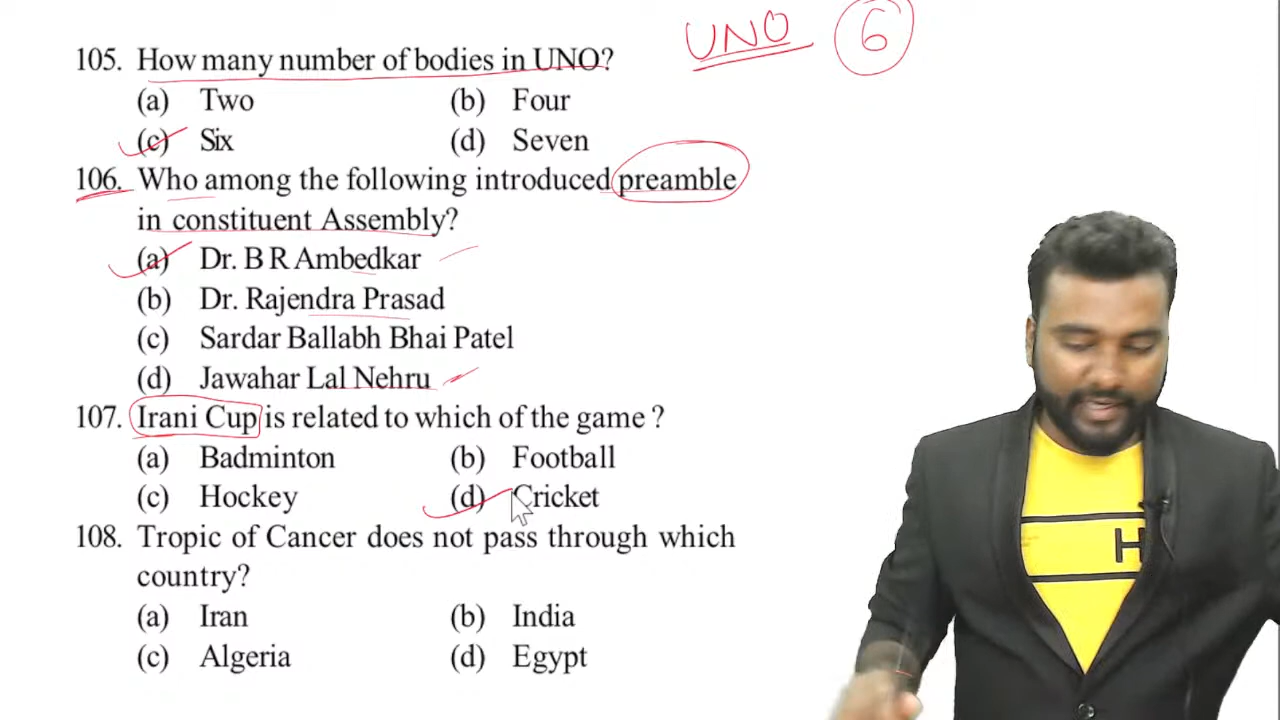 UNO 6
105. How many number of bodies in UNO?
(a) Two (b) Four
(c) Six (d) Seven
106. Who among the following introduced preamble
in constituent Assembly?
(a) Dr. B R Ambedkar
(b) Dr. Rajendra Prasad
(c) Sardar Ballabh Bhai Patel
(d) Jawahar Lal Nehru
107. Irani Cup is related to which of the game ?
(a) Badminton (b) Football
(c) Hockey (d) Cricket
108. Tropic of Cancer does not pass through which
country?
(a) Iran (b) India
(c) Algeria (d) Egypt
H